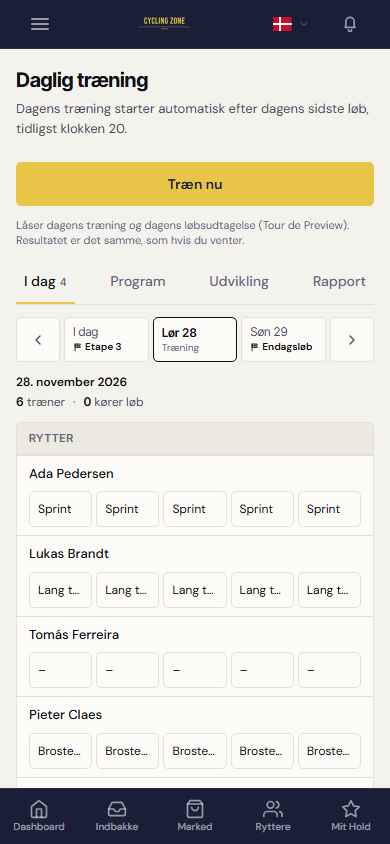 CYCLING ZONE
Daglig træning
Dagens træning starter automatisk efter dagens sidste løb,
tidligst klokken 20.
Træn nu
Låser dagens træning og dagens løbsudtagelse (Tour de Preview).
Resultatet er det samme, som hvis du venter.
I dag 4 Program Udvikling Rapport
I dag Lør 28 Søn 29
Etape 3 Træning Endagsløb
28. november 2026
6 træner · 0 kører løb
RYTTER
Ada Pedersen
Sprint Sprint Sprint Sprint Sprint
Lukas Brandt
Lang t... Lang t... Lang t... Lang t... Lang t...
Tomás Ferreira
– – – – –
Pieter Claes
Broste... Broste... Broste... Broste... Broste...
Dashboard Indbakke Marked Ryttere Mit Hold